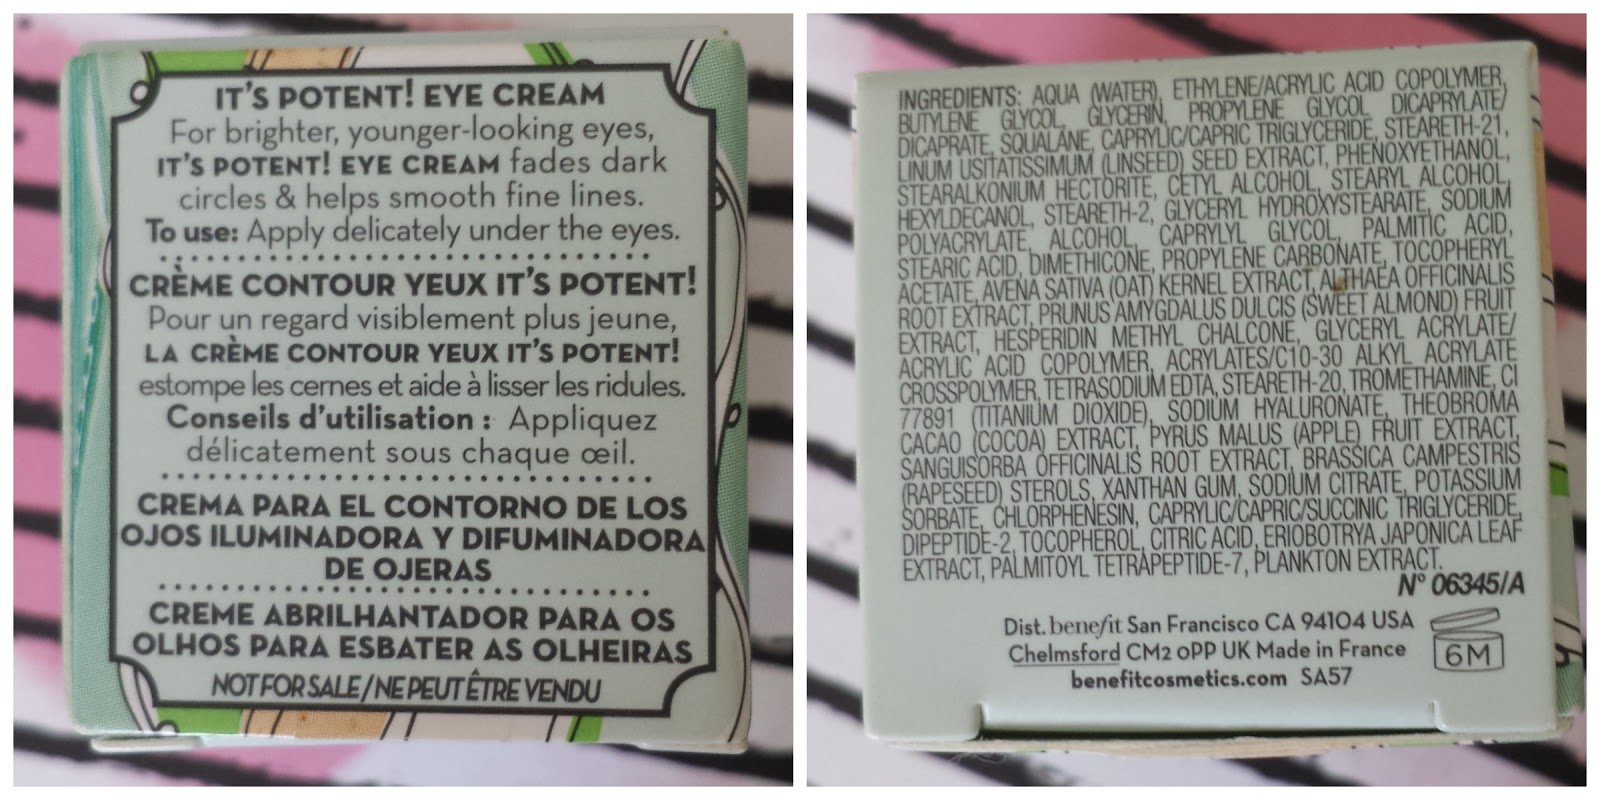 IT'S POTENT! EYE CREAM
For brighter, younger-looking eyes,
IT'S POTENT! EYE CREAM fades dark
circles & helps smooth fine lines.
To use: Apply delicately under the eyes.
CRÈME CONTOUR YEUX IT'S POTENT!
Pour un regard visiblement plus jeune,
LA CRÈME CONTOUR YEUX IT'S POTENT!
estompe les cernes et aide à lisser les ridules.
Conseils d'utilisation : Appliquez
délicatement sous chaque œil.
CREMA PARA EL CONTORNO DE LOS
OJOS ILUMINADORA Y DIFUMINADORA
DE OJERAS
CREME ABRILHANTADOR PARA OS
OLHOS PARA ESBATER AS OLHEIRAS
NOT FOR SALE/NE PEUT ÊTRE VENDU
INGREDIENTS: AQUA (WATER), ETHYLENE/ACRYLIC ACID COPOLYMER,
BUTYLENE GLYCOL, GLYCERIN, PROPYLENE GLYCOL DICAPRYLATE/
DICAPRATE, SQUALANE, CAPRYLIC/CAPRIC TRIGLYCERIDE, STEARETH-21,
LINUM USITATISSIMUM (LINSEED) SEED EXTRACT, PHENOXYETHANOL,
STEARALKONIUM HECTORITE, CETYL ALCOHOL, STEARYL ALCOHOL,
HEXYLDECANOL, STEARETH-2, GLYCERYL HYDROXYSTEARATE, SODIUM
POLYACRYLATE, ALCOHOL, CAPRYLYL GLYCOL, PALMITIC ACID,
STEARIC ACID, DIMETHICONE, PROPYLENE CARBONATE, TOCOPHERYL
ACETATE, AVENA SATIVA (OAT) KERNEL EXTRACT, ALTHAEA OFFICINALIS
ROOT EXTRACT, PRUNUS AMYGDALUS DULCIS (SWEET ALMOND) FRUIT
EXTRACT, HESPERIDIN METHYL CHALCONE, GLYCERYL ACRYLATE/
ACRYLIC ACID COPOLYMER, ACRYLATES/C10-30 ALKYL ACRYLATE
CROSSPOLYMER, TETRASODIUM EDTA, STEARETH-20, TROMETHAMINE, CI
77891 (TITANIUM DIOXIDE), SODIUM HYALURONATE, THEOBROMA
CACAO (COCOA) EXTRACT, PYRUS MALUS (APPLE) FRUIT EXTRACT,
SANGUISORBA OFFICINALIS ROOT EXTRACT, BRASSICA CAMPESTRIS
(RAPESEED) STEROLS, XANTHAN GUM, SODIUM CITRATE, POTASSIUM
SORBATE, CHLORPHENESIN, CAPRYLIC/CAPRIC/SUCCINIC TRIGLYCERIDE,
DIPEPTIDE-2, TOCOPHEROL, CITRIC ACID, ERIOBOTRYA JAPONICA LEAF
EXTRACT, PALMITOYL TETRAPEPTIDE-7, PLANKTON EXTRACT.
N° 06345/A
Dist. benefit San Francisco CA 94104 USA
Chelmsford CM2 0PP UK Made in France
benefitcosmetics.com SA57
6M